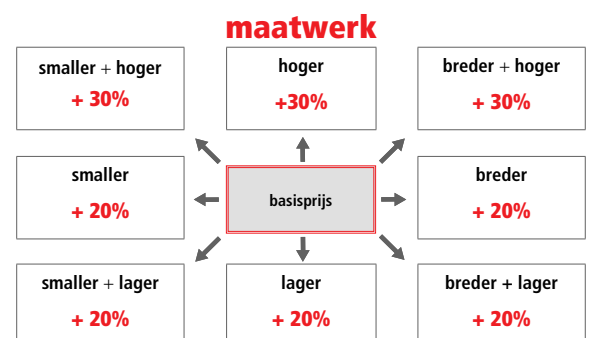 maatwerk
smaller + hoger
+ 30%
hoger
+30%
breder + hoger
+ 30%
smaller
+ 20%
basisprijs
breder
+ 20%
smaller + lager
+ 20%
lager
+ 20%
breder + lager
+ 20%